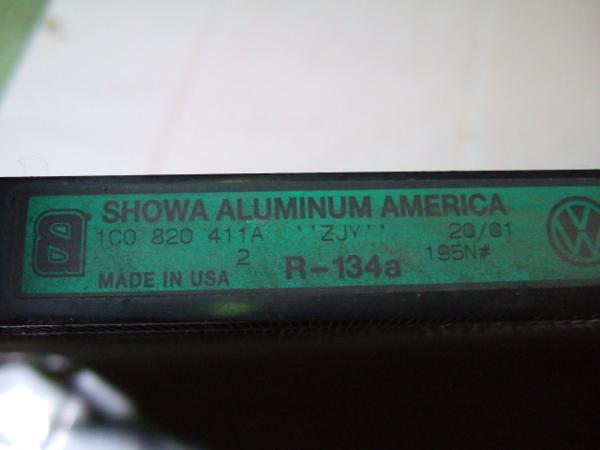 SHOWA ALUMINUM AMERICA
1C0 820 411A ''ZJY'' 20/01
2 195N#
MADE IN USA R-134a